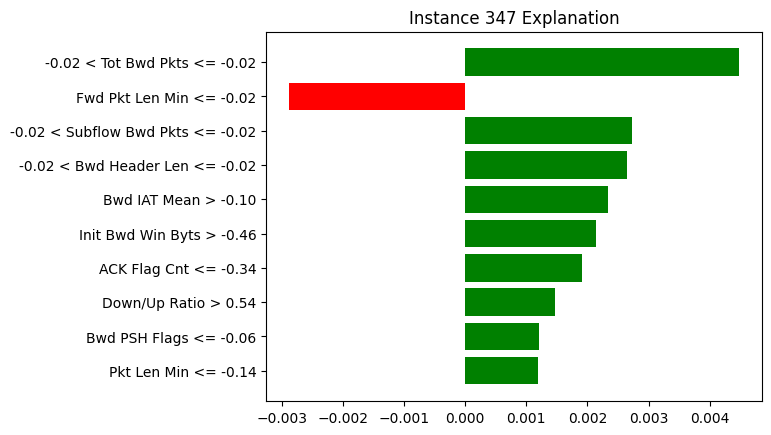 Instance 347 Explanation
-0.02 < Tot Bwd Pkts <= -0.02
Fwd Pkt Len Min <= -0.02
-0.02 < Subflow Bwd Pkts <= -0.02
-0.02 < Bwd Header Len <= -0.02
Bwd IAT Mean > -0.10
Init Bwd Win Byts > -0.46
ACK Flag Cnt <= -0.34
Down/Up Ratio > 0.54
Bwd PSH Flags <= -0.06
Pkt Len Min <= -0.14
−0.003 −0.002 −0.001 0.000 0.001 0.002 0.003 0.004